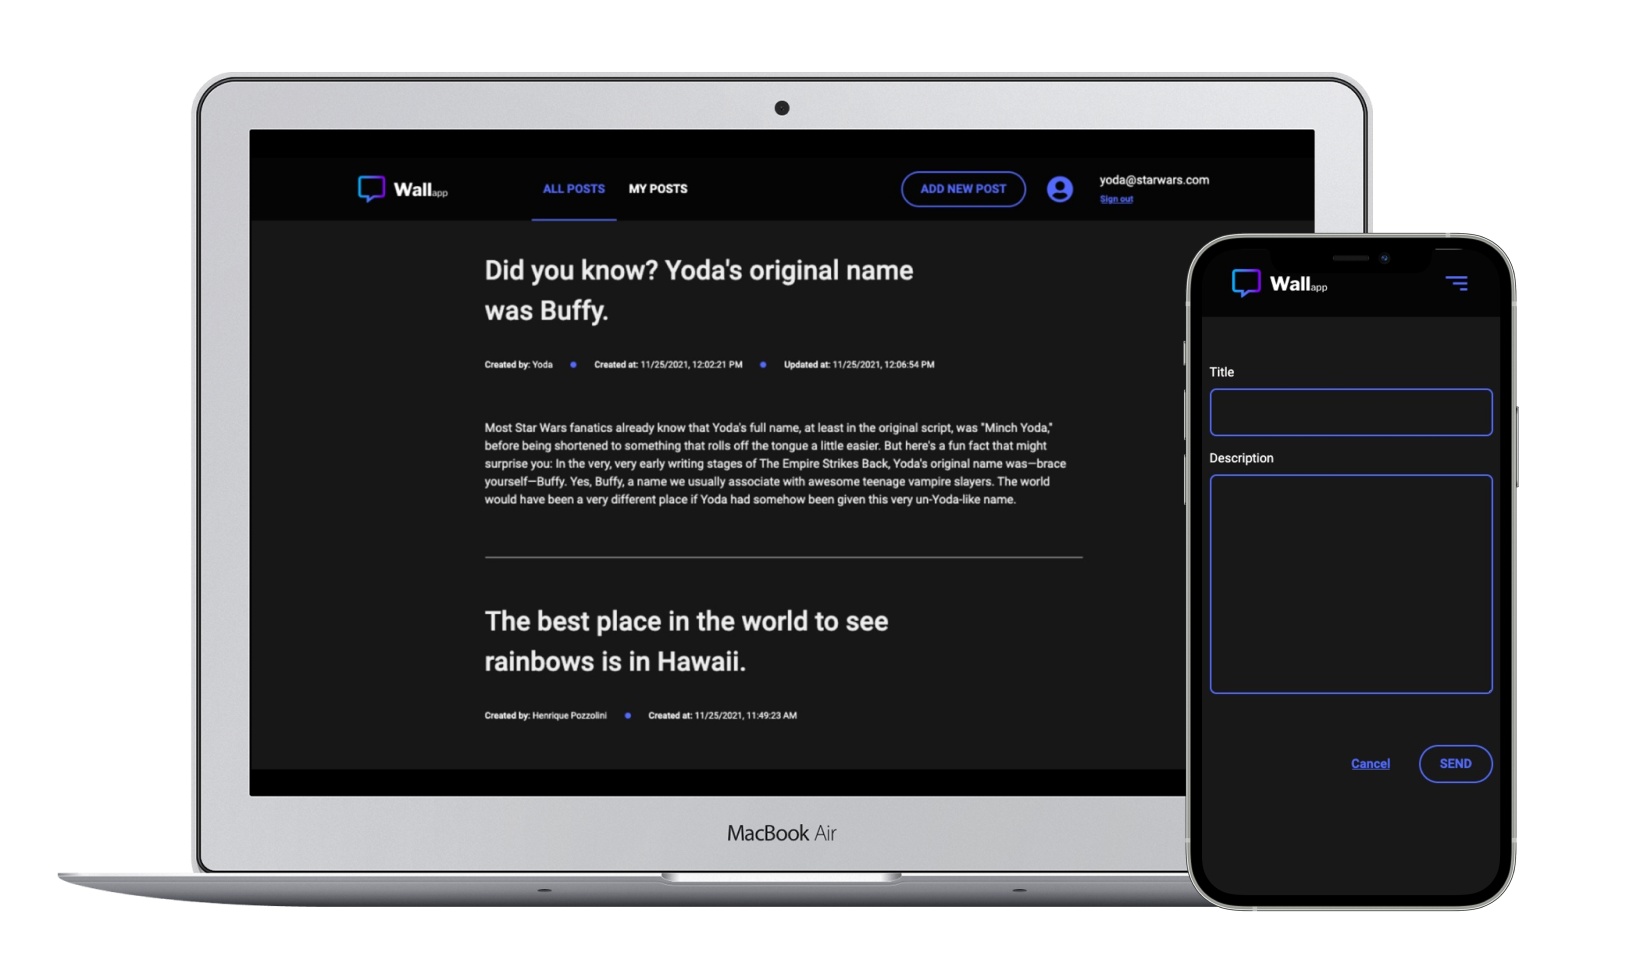 Wallapp
ALL POSTS
MY POSTS
ADD NEW POST
yoda@starwars.com
Sign out
Did you know? Yoda's original name
was Buffy.
Created by: Yoda
Created at: 11/25/2021, 12:02:21 PM
Updated at: 11/25/2021, 12:06:54 PM
Most Star Wars fanatics already know that Yoda's full name, at least in the original script, was "Minch Yoda,"
before being shortened to something that rolls off the tongue a little easier. But here's a fun fact that might
surprise you: In the very, very early writing stages of The Empire Strikes Back, Yoda's original name was—brace
yourself—Buffy. Yes, Buffy, a name we usually associate with awesome teenage vampire slayers. The world
would have been a very different place if Yoda had somehow been given this very un-Yoda-like name.
The best place in the world to see
rainbows is in Hawaii.
Created by: Henrique Pozzolini
Created at: 11/25/2021, 11:49:23 AM
MacBook Air
Wallapp
Title
Description
Cancel
SEND